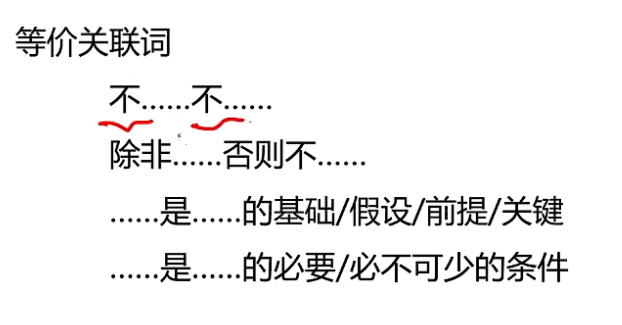 等价关联词
不……不……
除非……否则不……
……是……的基础/假设/前提/关键
……是……的必要/必不可少的条件